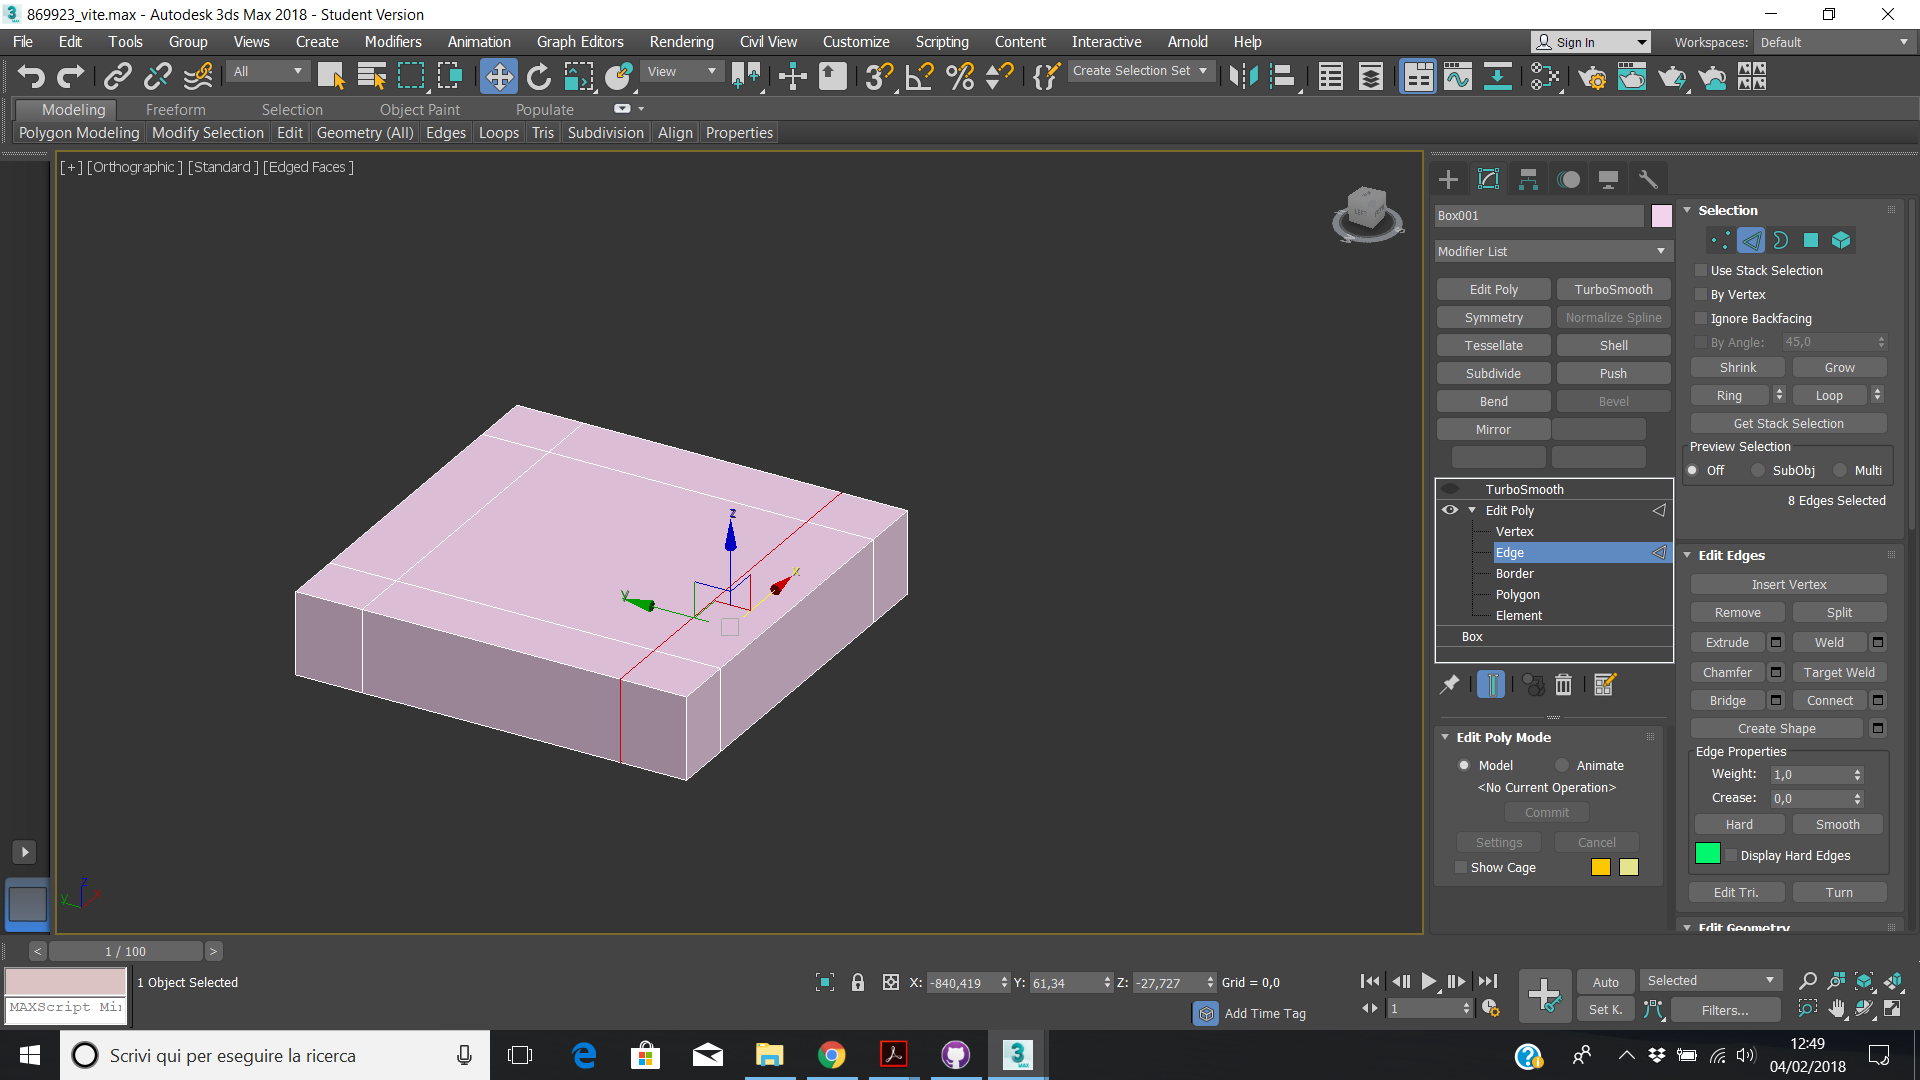 869923_vite.max - Autodesk 3ds Max 2018 - Student Version
File Edit Tools Group Views Create Modifiers Animation Graph Editors Rendering Civil View Customize Scripting Content Interactive Arnold Help Sign In Workspaces: Default
All View Create Selection Set
Modeling Freeform Selection Object Paint Populate
Polygon Modeling Modify Selection Edit Geometry (All) Edges Loops Tris Subdivision Align Properties
[+] [Orthographic] [Standard] [Edged Faces]
Box001
Modifier List
Edit Poly TurboSmooth
Symmetry Normalize Spline
Tessellate Shell
Subdivide Push
Bend Bevel
Mirror
TurboSmooth
Edit Poly
Vertex
Edge
Border
Polygon
Element
Box
Edit Poly Mode
Model Animate
<No Current Operation>
Commit
Settings Cancel
Show Cage
Selection
Use Stack Selection
By Vertex
Ignore Backfacing
By Angle: 45,0
Shrink Grow
Ring Loop
Get Stack Selection
Preview Selection
Off SubObj Multi
8 Edges Selected
Edit Edges
Insert Vertex
Remove Split
Extrude Weld
Chamfer Target Weld
Bridge Connect
Create Shape
Edge Properties
Weight: 1,0
Crease: 0,0
Hard Smooth
Display Hard Edges
Edit Tri. Turn
Edit Geometry
z
y x
z
y x
< 1 / 100 >
1 Object Selected X: -840,419 Y: 61,34 Z: -27,727 Grid = 0,0
MAXScript Mi
Add Time Tag
1
Auto Selected
Set K. Filters...
Scrivi qui per eseguire la ricerca
12:49
04/02/2018